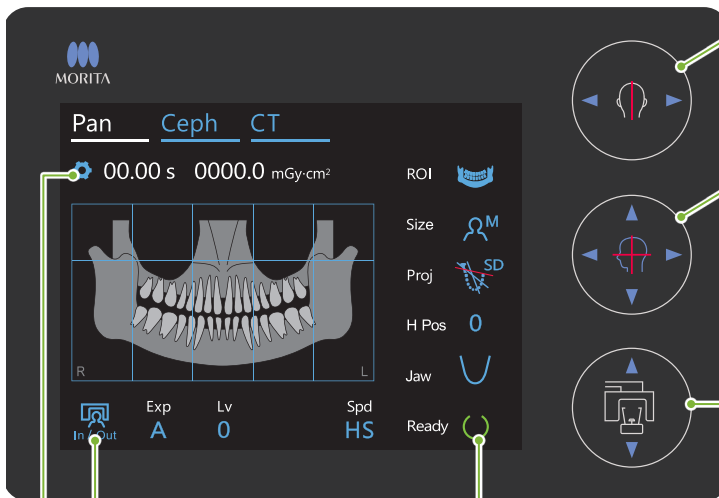 MORITA
Pan Ceph CT
00.00 s 0000.0 mGy·cm²
ROI
Size M
Proj SD
H Pos 0
Jaw
R L
In / Out
Exp Lv Spd
A 0 HS
Ready